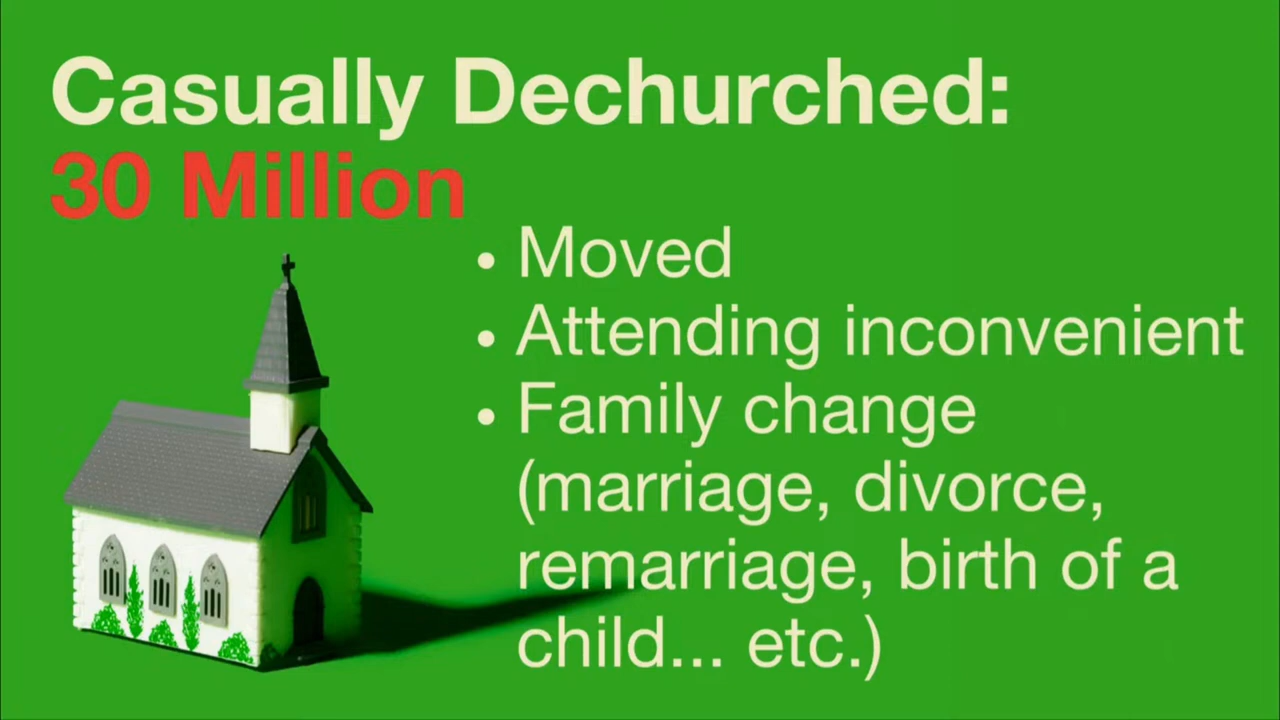 Casually Dechurched:
30 Million
• Moved
• Attending inconvenient
• Family change
(marriage, divorce,
remarriage, birth of a
child... etc.)